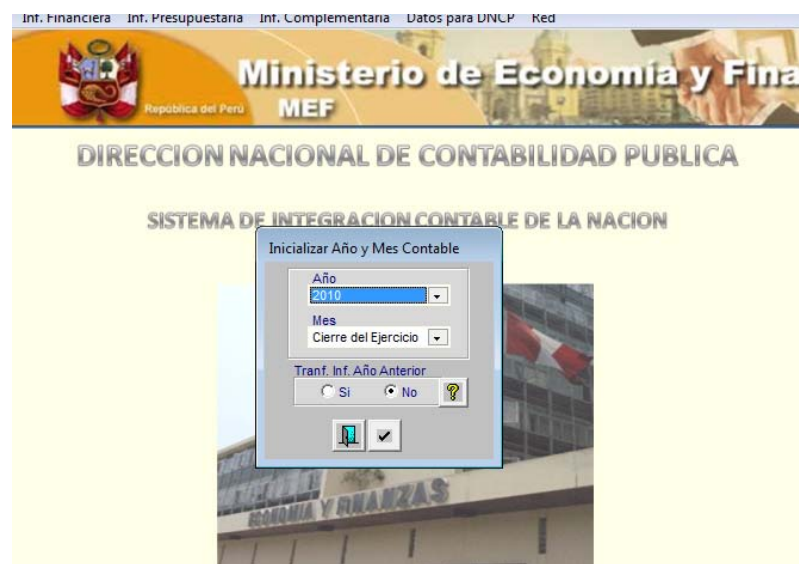 Inf. Financiera Inf. Presupuestaria Inf. Complementaria Datos para DNCP Red
Ministerio de Economía y Fina
República del Perú MEF
DIRECCION NACIONAL DE CONTABILIDAD PUBLICA
SISTEMA DE INTEGRACION CONTABLE DE LA NACION
Inicializar Año y Mes Contable
Año
2010
Mes
Cierre del Ejercicio
Tranf. Inf. Año Anterior
Si No
ECONOMIA Y FINANZAS